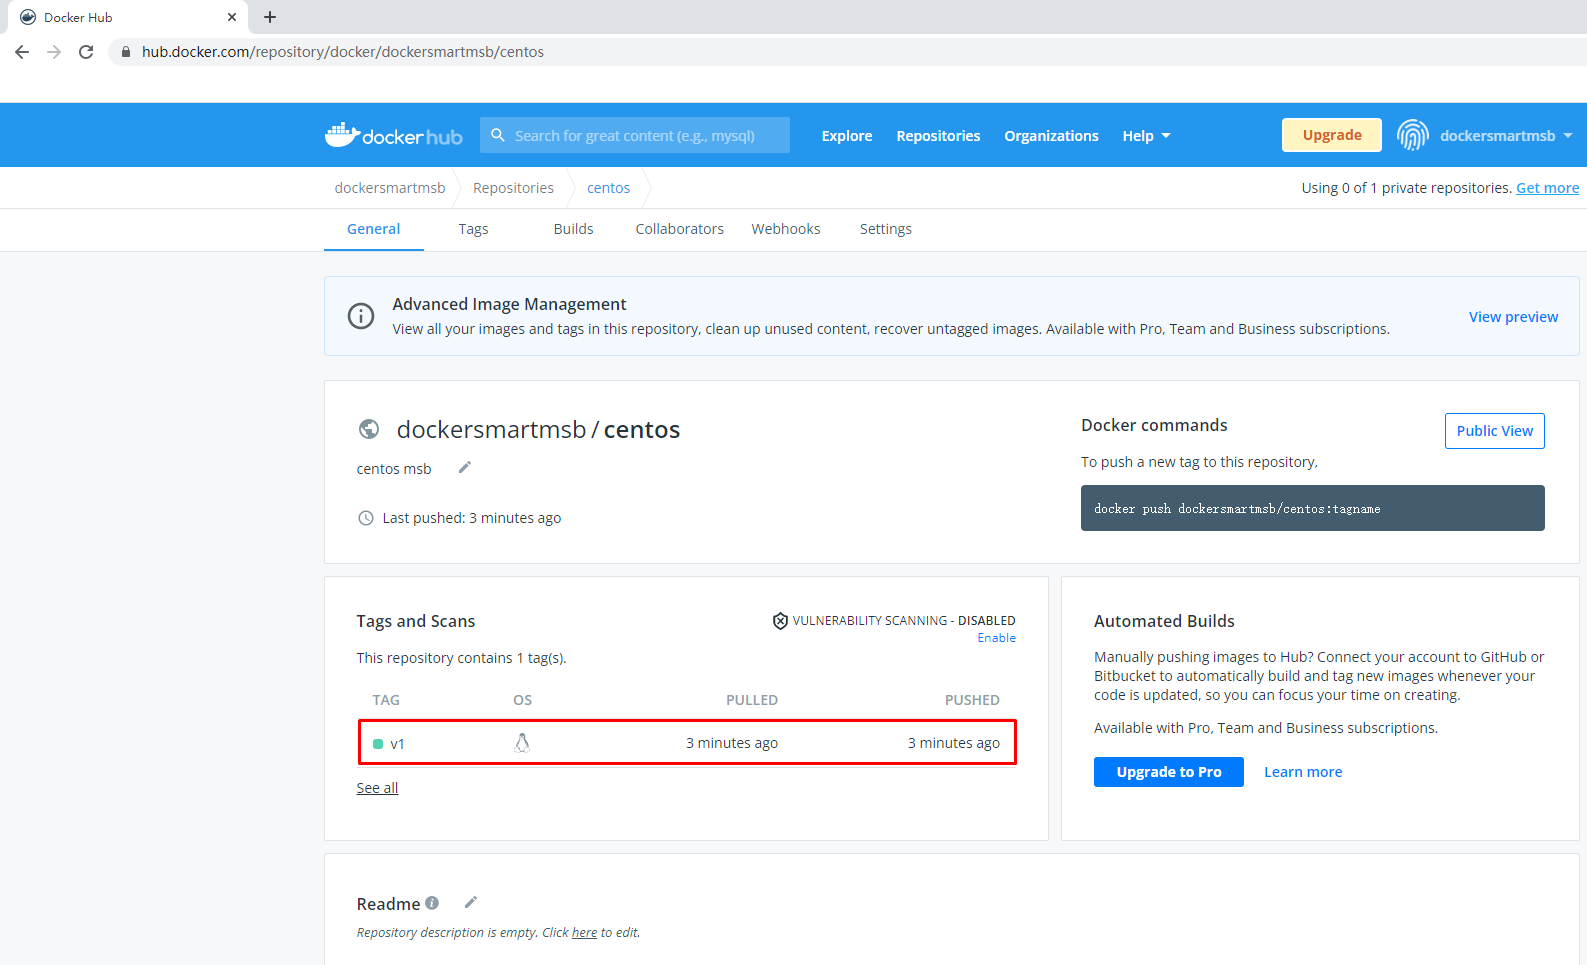 Docker Hub
hub.docker.com/repository/docker/dockersmartmsb/centos
docker hub
Search for great content (e.g., mysql)
Explore
Repositories
Organizations
Help
Upgrade
dockersmartmsb
dockersmartmsb
Repositories
centos
Using 0 of 1 private repositories. Get more
General
Tags
Builds
Collaborators
Webhooks
Settings
Advanced Image Management
View all your images and tags in this repository, clean up unused content, recover untagged images. Available with Pro, Team and Business subscriptions.
View preview
dockersmartmsb / centos
centos msb
Last pushed: 3 minutes ago
Docker commands
Public View
To push a new tag to this repository,
docker push dockersmartmsb/centos:tagname
Tags and Scans
VULNERABILITY SCANNING - DISABLED
Enable
This repository contains 1 tag(s).
TAG
OS
PULLED
PUSHED
v1
3 minutes ago
3 minutes ago
See all
Automated Builds
Manually pushing images to Hub? Connect your account to GitHub or
Bitbucket to automatically build and tag new images whenever your
code is updated, so you can focus your time on creating.
Available with Pro, Team and Business subscriptions.
Upgrade to Pro
Learn more
Readme
Repository description is empty. Click here to edit.